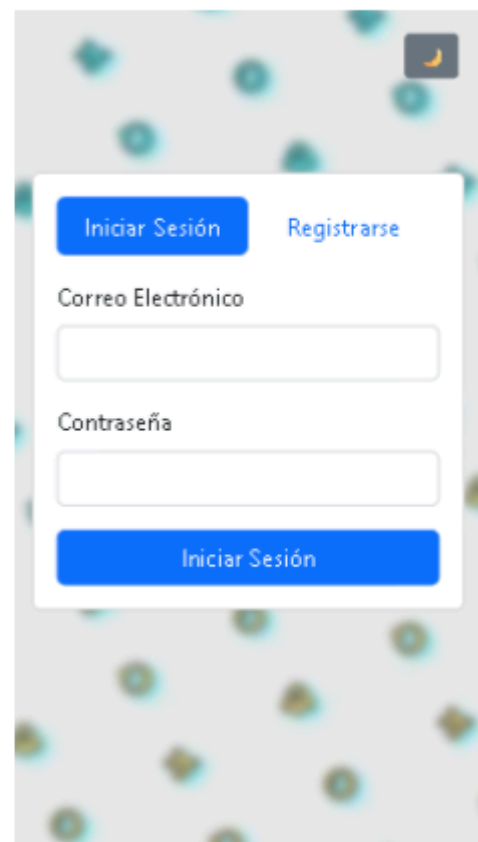 Iniciar Sesión Registrarse
Correo Electrónico
Contraseña
Iniciar Sesión